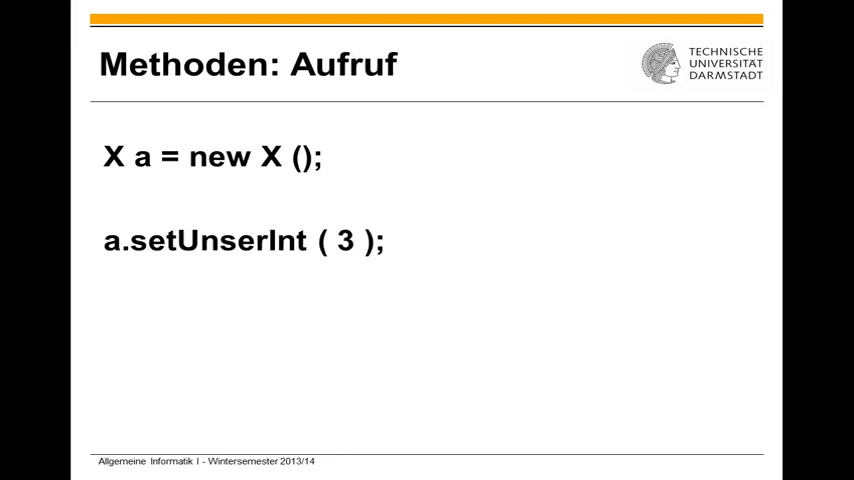 Methoden: Aufruf
TECHNISCHE
UNIVERSITÄT
DARMSTADT
X a = new X ();
a.setUnserInt ( 3 );
Allgemeine Informatik I - Wintersemester 2013/14